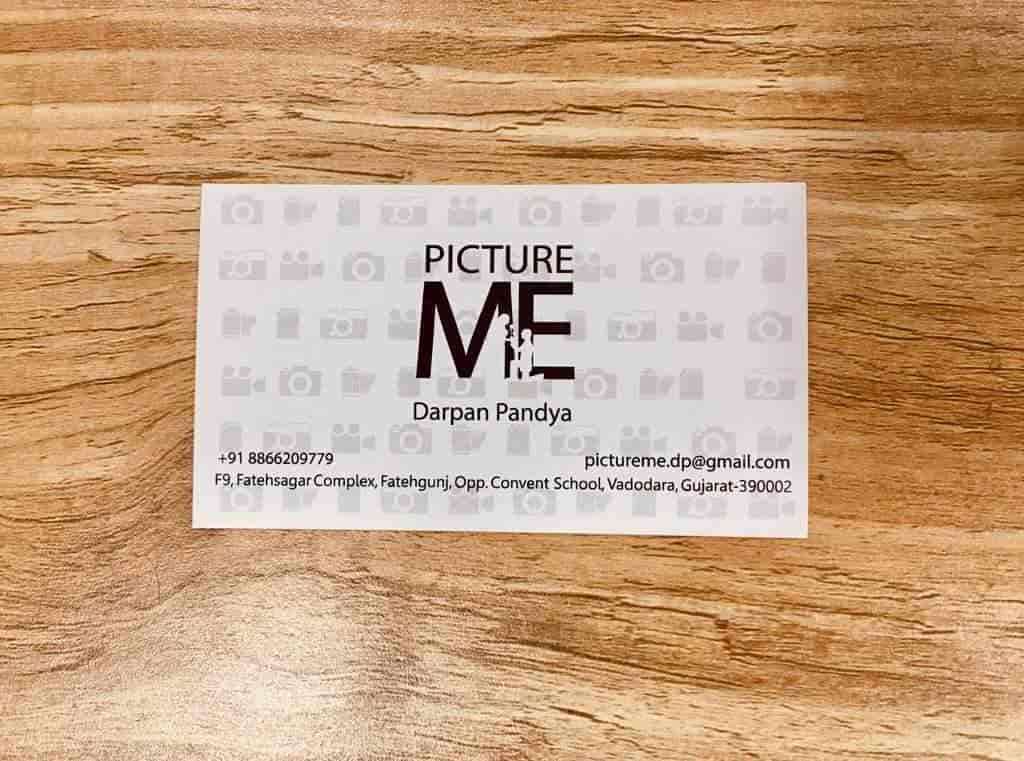 PICTURE
ME
Darpan Pandya
+91 8866209779
pictureme.dp@gmail.com
F9, Fatehsagar Complex, Fatehgunj, Opp. Convent School, Vadodara, Gujarat-390002